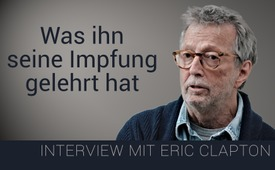 Was ihn
seine Impfung
gelehrt hat
INTERVIEW MIT ERIC CLAPTON